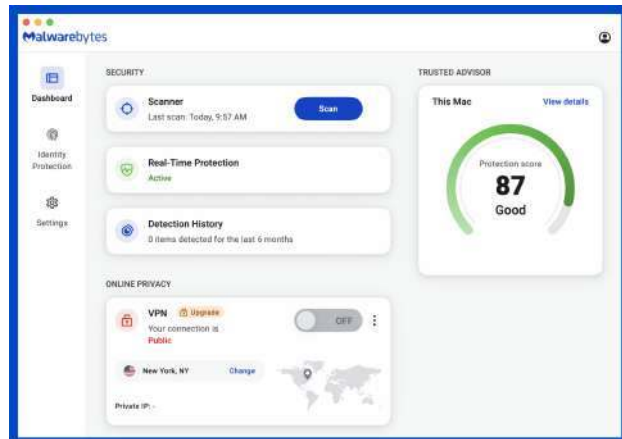 Malwarebytes
Dashboard
Identity
Protection
Settings
SECURITY
Scanner
Last scan: Today, 9:57 AM
Scan
Real-Time Protection
Active
Detection History
0 items detected for the last 6 months
ONLINE PRIVACY
VPN Upgrade
Your connection is
Public
OFF
New York, NY Change
Private IP: -
TRUSTED ADVISOR
This Mac View details
Protection score
87
Good